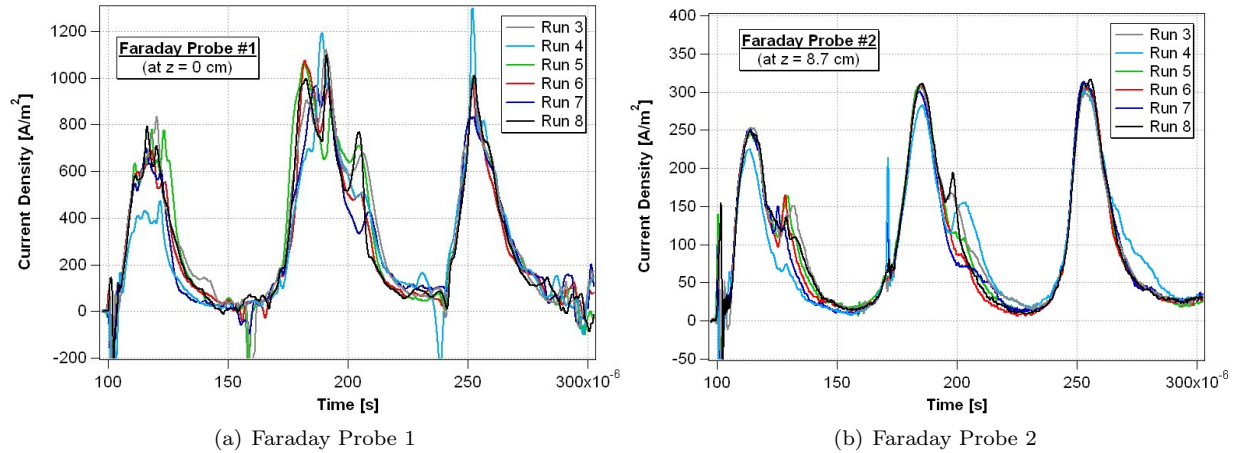 1200
1000
800
600
400
200
0
-200
Current Density [A/m²]
Faraday Probe #1
(at z = 0 cm)
Run 3
Run 4
Run 5
Run 6
Run 7
Run 8
100
150
200
250
300x10⁻⁶
Time [s]
(a) Faraday Probe 1
400
350
300
250
200
150
100
50
0
-50
Current Density [A/m²]
Faraday Probe #2
(at z = 8.7 cm)
Run 3
Run 4
Run 5
Run 6
Run 7
Run 8
100
150
200
250
300x10⁻⁶
Time [s]
(b) Faraday Probe 2